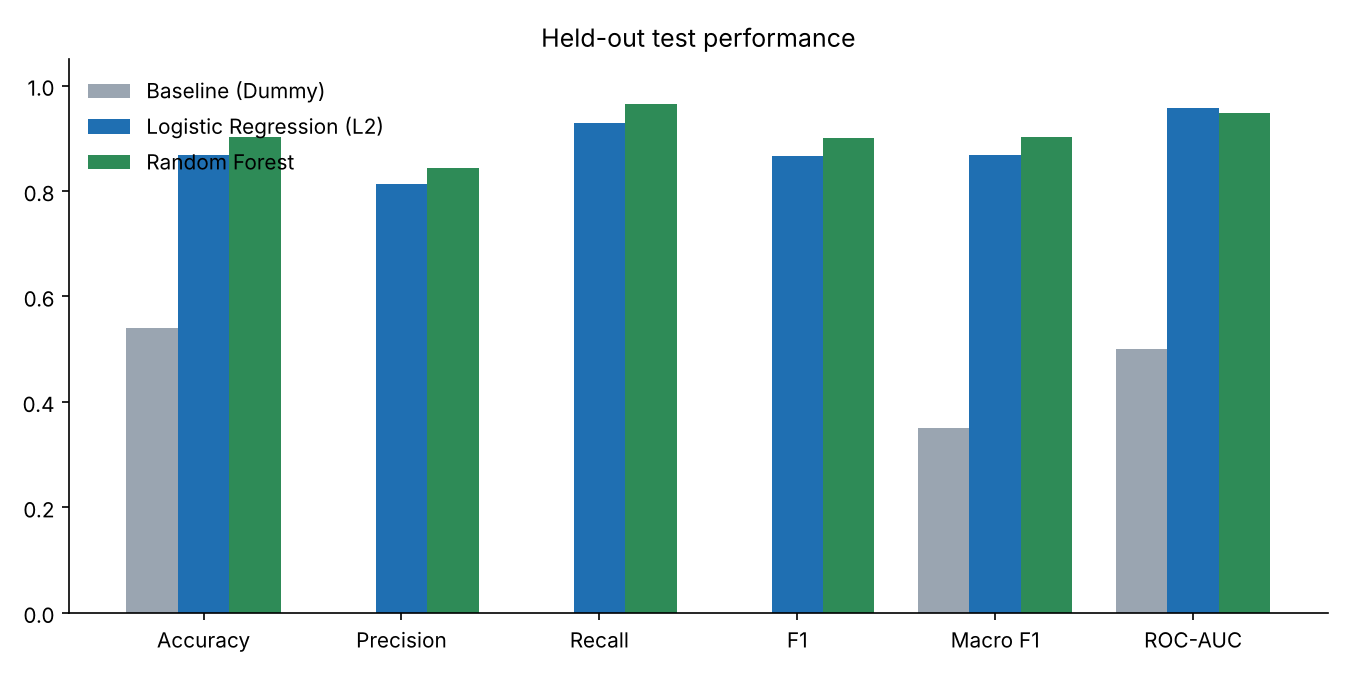 Held-out test performance
1.0
0.8
0.6
0.4
0.2
0.0
Baseline (Dummy)
Logistic Regression (L2)
Random Forest
Accuracy
Precision
Recall
F1
Macro F1
ROC-AUC